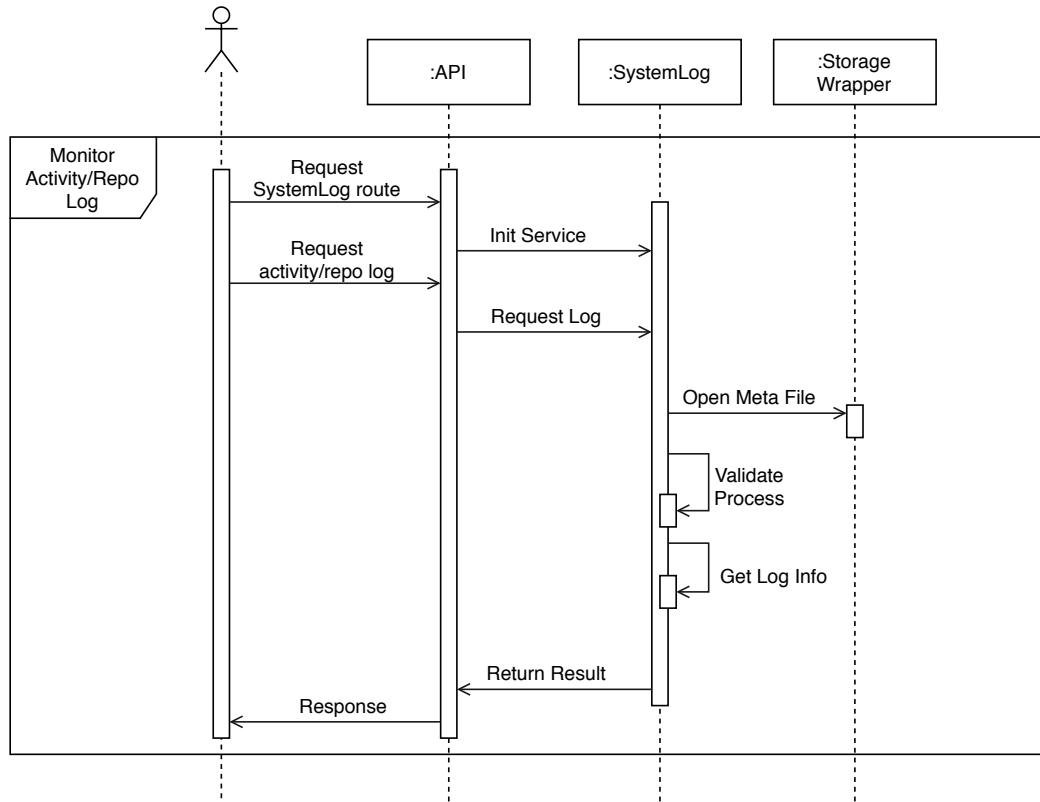 :API
:SystemLog
:Storage
Wrapper
Monitor
Activity/Repo
Log
Request
SystemLog route
Init Service
Request
activity/repo log
Request Log
Open Meta File
Validate
Process
Get Log Info
Return Result
Response